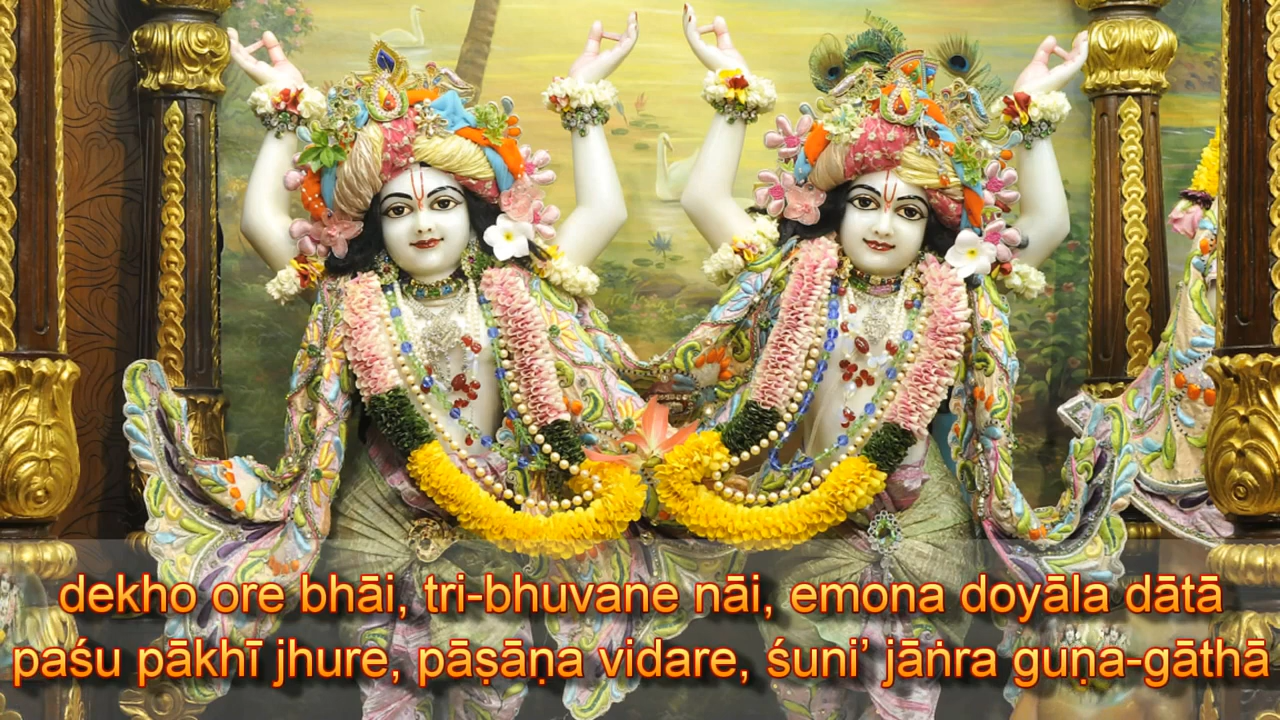 dekho ore bhāi, tri-bhuvane nāi, emona doyāla dātā
paśu pākhī jhure, pāṣāṇa vidare, śuni’ jāṅra guṇa-gāthā